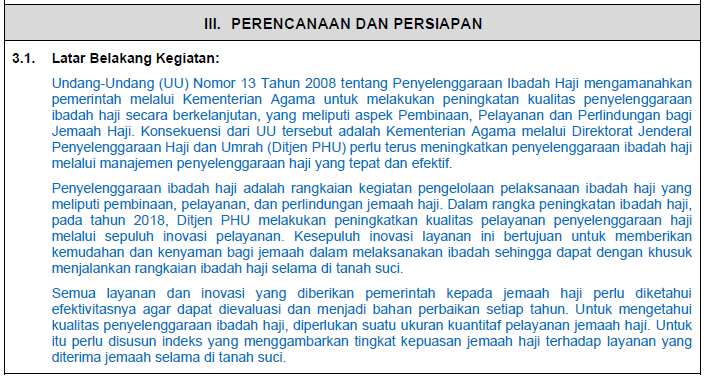 III. PERENCANAAN DAN PERSIAPAN
3.1. Latar Belakang Kegiatan:
Undang-Undang (UU) Nomor 13 Tahun 2008 tentang Penyelenggaraan Ibadah Haji mengamanahkan
pemerintah melalui Kementerian Agama untuk melakukan peningkatan kualitas penyelenggaraan
ibadah haji secara berkelanjutan, yang meliputi aspek Pembinaan, Pelayanan dan Perlindungan bagi
Jemaah Haji. Konsekuensi dari UU tersebut adalah Kementerian Agama melalui Direktorat Jenderal
Penyelenggaraan Haji dan Umrah (Ditjen PHU) perlu terus meningkatkan penyelenggaraan ibadah haji
melalui manajemen penyelenggaraan haji yang tepat dan efektif.
Penyelenggaraan ibadah haji adalah rangkaian kegiatan pengelolaan pelaksanaan ibadah haji yang
meliputi pembinaan, pelayanan, dan perlindungan jemaah haji. Dalam rangka peningkatan ibadah haji,
pada tahun 2018, Ditjen PHU melakukan peningkatkan kualitas pelayanan penyelenggaraan haji
melalui sepuluh inovasi pelayanan. Kesepuluh inovasi layanan ini bertujuan untuk memberikan
kemudahan dan kenyaman bagi jemaah dalam melaksanakan ibadah sehingga dapat dengan khusuk
menjalankan rangkaian ibadah haji selama di tanah suci.
Semua layanan dan inovasi yang diberikan pemerintah kepada jemaah haji perlu diketahui
efektivitasnya agar dapat dievaluasi dan menjadi bahan perbaikan setiap tahun. Untuk mengetahui
kualitas penyelenggaraan ibadah haji, diperlukan suatu ukuran kuantitaf pelayanan jemaah haji. Untuk
itu perlu disusun indeks yang menggambarkan tingkat kepuasan jemaah haji terhadap layanan yang
diterima jemaah selama di tanah suci.